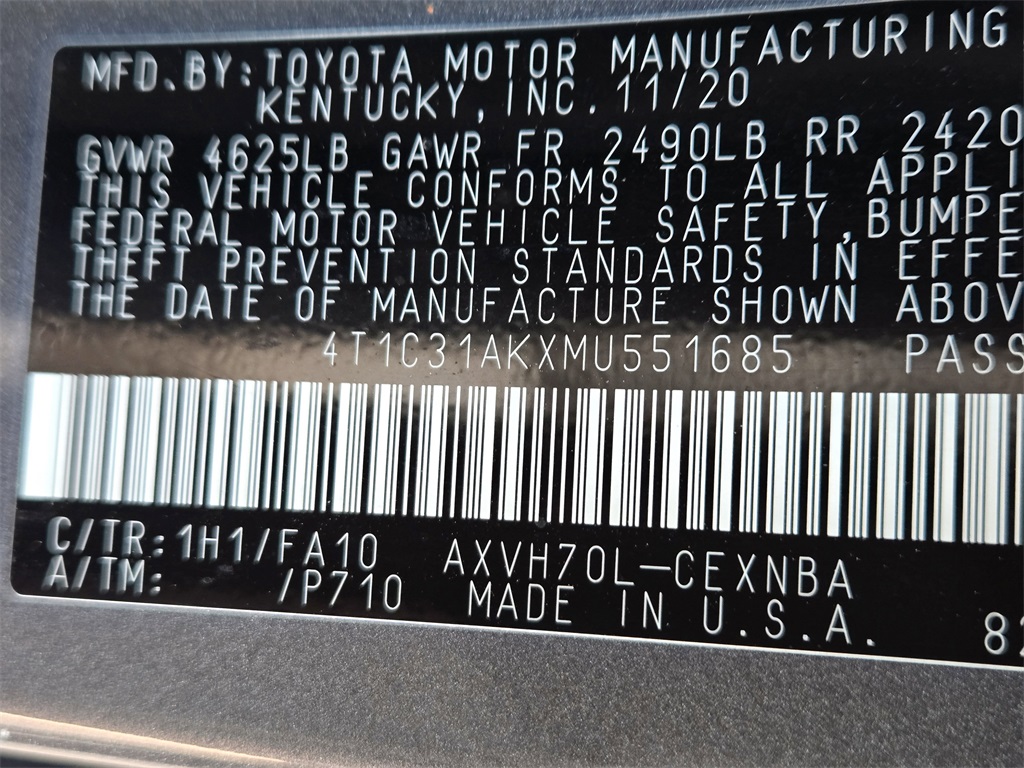 MFD.BY:TOYOTA MOTOR MANUFACTURING
KENTUCKY, INC. 11/20
GVWR 4625LB GAWR FR 2490LB RR 2420
THIS VEHICLE CONFORMS TO ALL APPLI
FEDERAL MOTOR VEHICLE SAFETY,BUMPE
THEFT PREVENTION STANDARDS IN EFFE
THE DATE OF MANUFACTURE SHOWN ABOV
4T1C31AKXMU551685 PASS
C/TR:1H1/FA10 AXVH70L-CEXNBA
A/TM: /P710 MADE IN U.S.A. 82